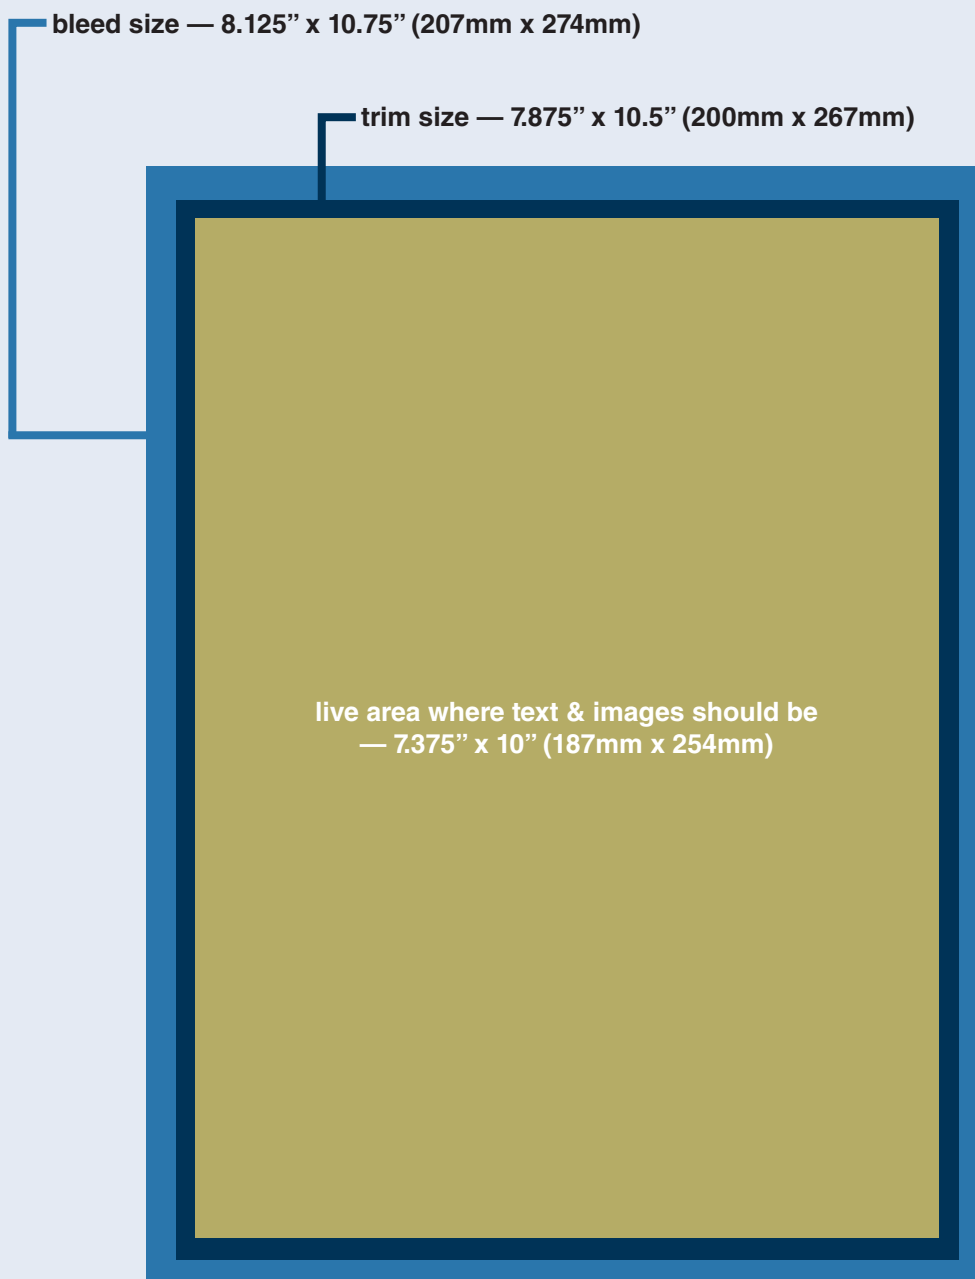 bleed size — 8.125” x 10.75” (207mm x 274mm)
trim size — 7.875” x 10.5” (200mm x 267mm)
live area where text & images should be
— 7.375” x 10” (187mm x 254mm)